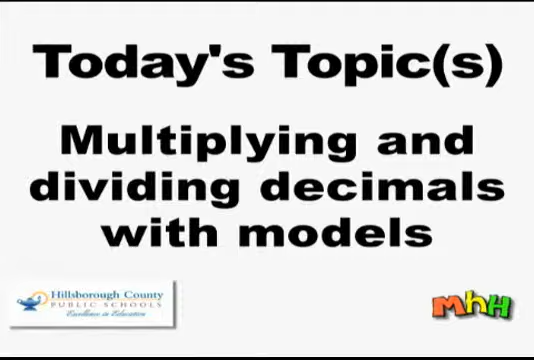 Today's Topic(s)
Multiplying and
dividing decimals
with models
Hillsborough County
PUBLIC SCHOOLS
Excellence in Education
MhH